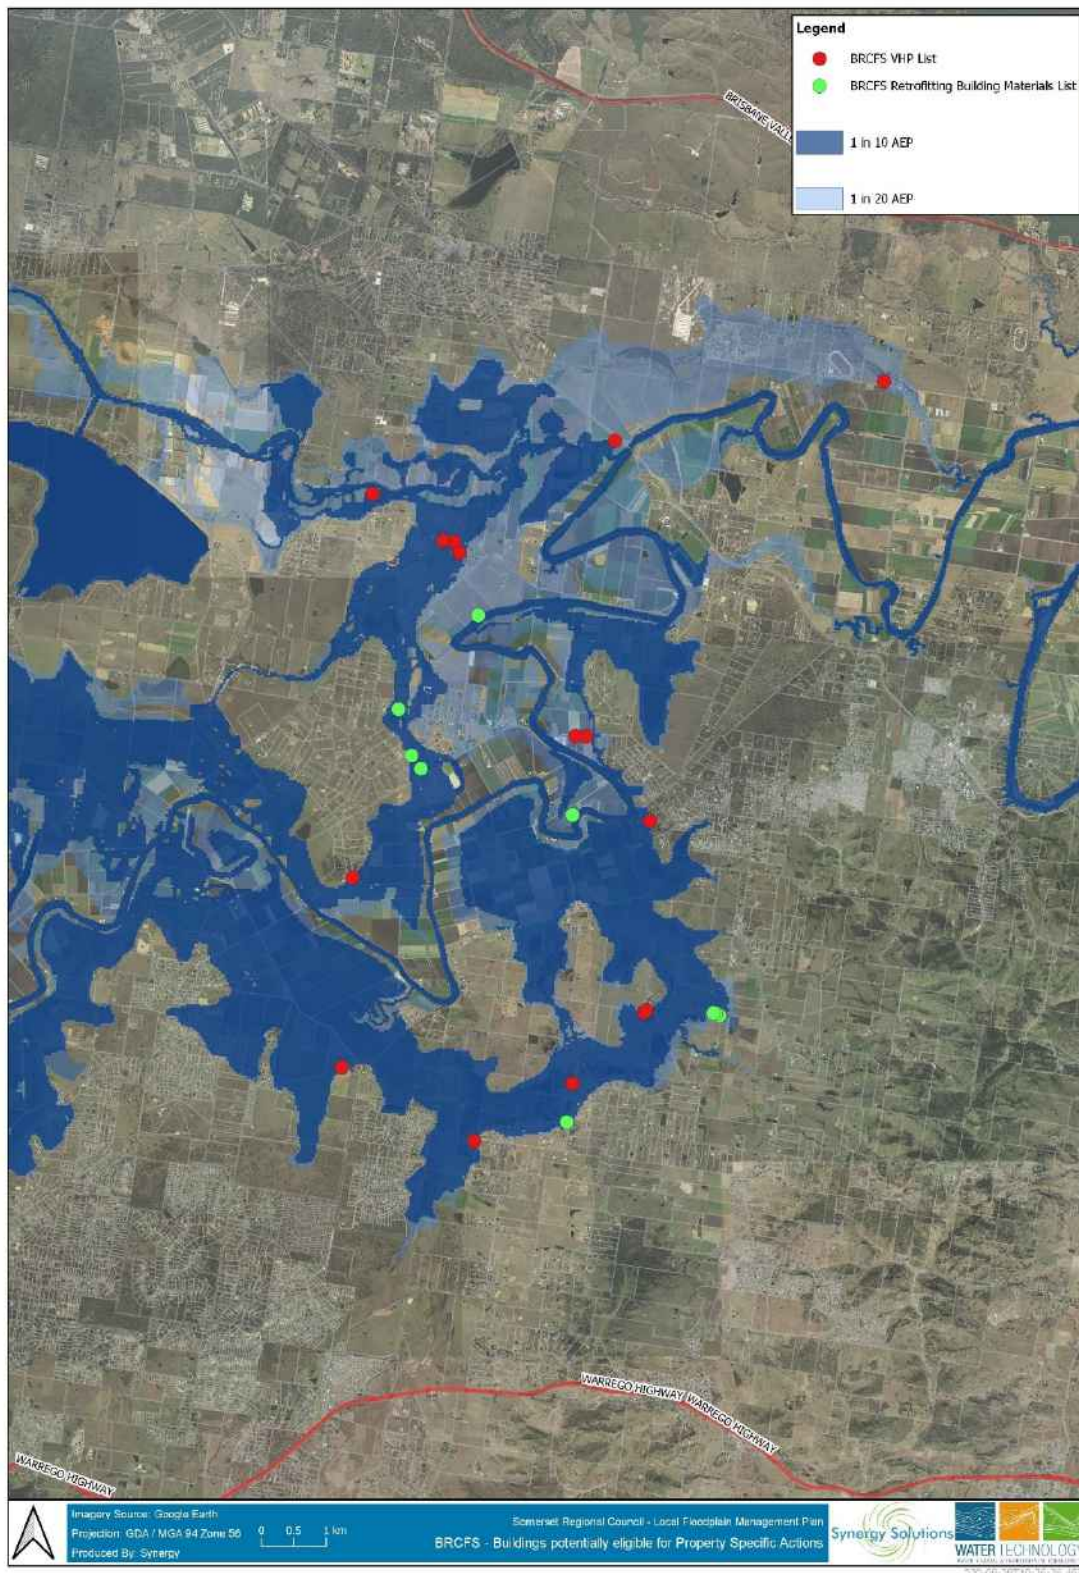 Legend
BRCFS VHP List
BRCFS Retrofitting Building Materials List
1 in 10 AEP
1 in 20 AEP
BRISBANE VALL
WARREGO HIGHWAY WARREGO HIGHWAY
WARREGO HIGHWAY
Imagery Source: Google Earth
Projection: GDA / MGA 94 Zone 56
Produced By: Synergy
0 0.5 1 km
Somerset Regional Council - Local Floodplain Management Plan
BRCFS - Buildings potentially eligible for Property Specific Actions
Synergy Solutions
WATER TECHNOLOGY